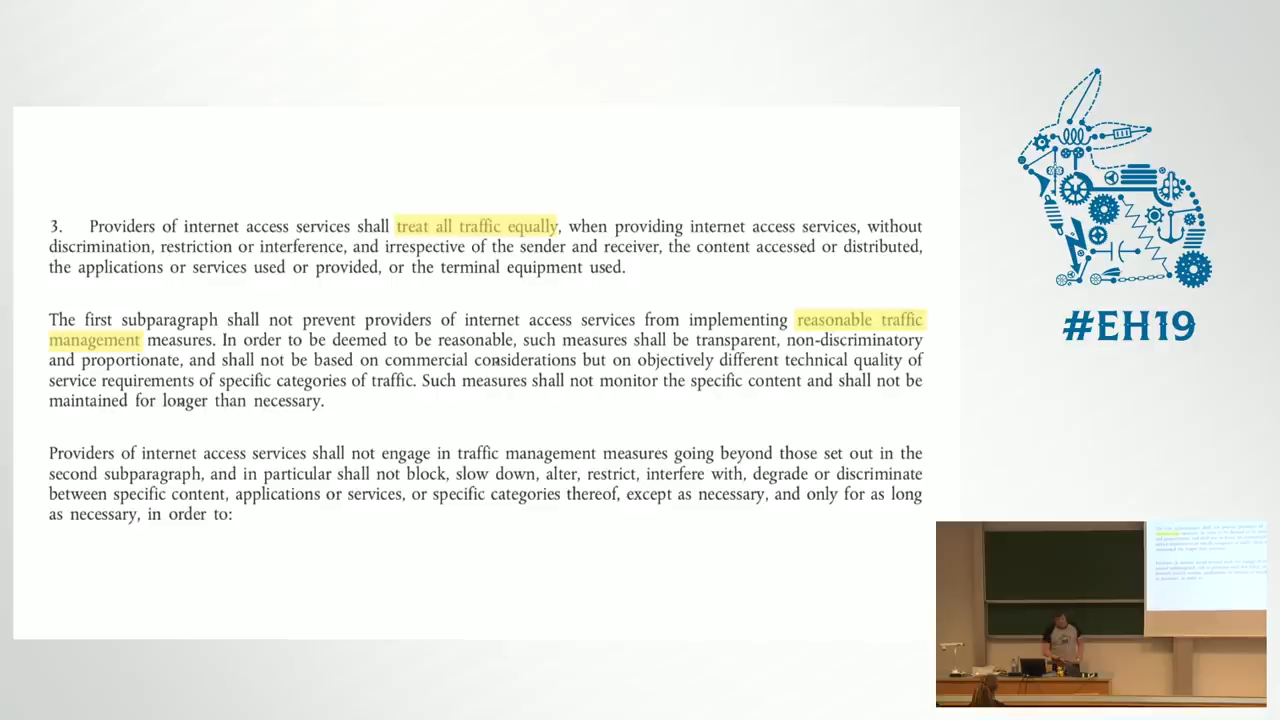 3. Providers of internet access services shall treat all traffic equally, when providing internet access services, without
discrimination, restriction or interference, and irrespective of the sender and receiver, the content accessed or distributed,
the applications or services used or provided, or the terminal equipment used.
The first subparagraph shall not prevent providers of internet access services from implementing reasonable traffic
management measures. In order to be deemed to be reasonable, such measures shall be transparent, non-discriminatory
and proportionate, and shall not be based on commercial considerations but on objectively different technical quality of
service requirements of specific categories of traffic. Such measures shall not monitor the specific content and shall not be
maintained for longer than necessary.
Providers of internet access services shall not engage in traffic management measures going beyond those set out in the
second subparagraph, and in particular shall not block, slow down, alter, restrict, interfere with, degrade or discriminate
between specific content, applications or services, or specific categories thereof, except as necessary, and only for as long
as necessary, in order to:
#EH19